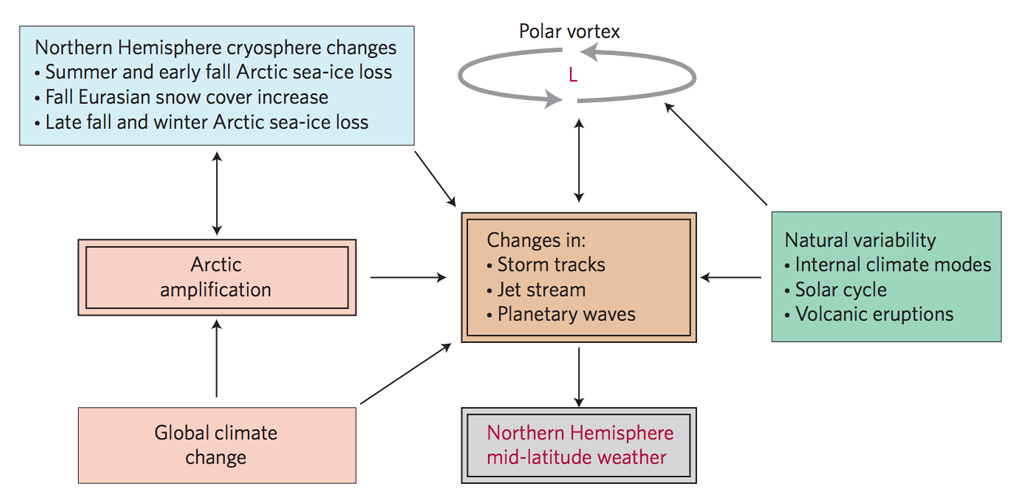 Northern Hemisphere cryosphere changes
• Summer and early fall Arctic sea-ice loss
• Fall Eurasian snow cover increase
• Late fall and winter Arctic sea-ice loss
Polar vortex
L
Arctic
amplification
Changes in:
• Storm tracks
• Jet stream
• Planetary waves
Natural variability
• Internal climate modes
• Solar cycle
• Volcanic eruptions
Global climate
change
Northern Hemisphere
mid-latitude weather